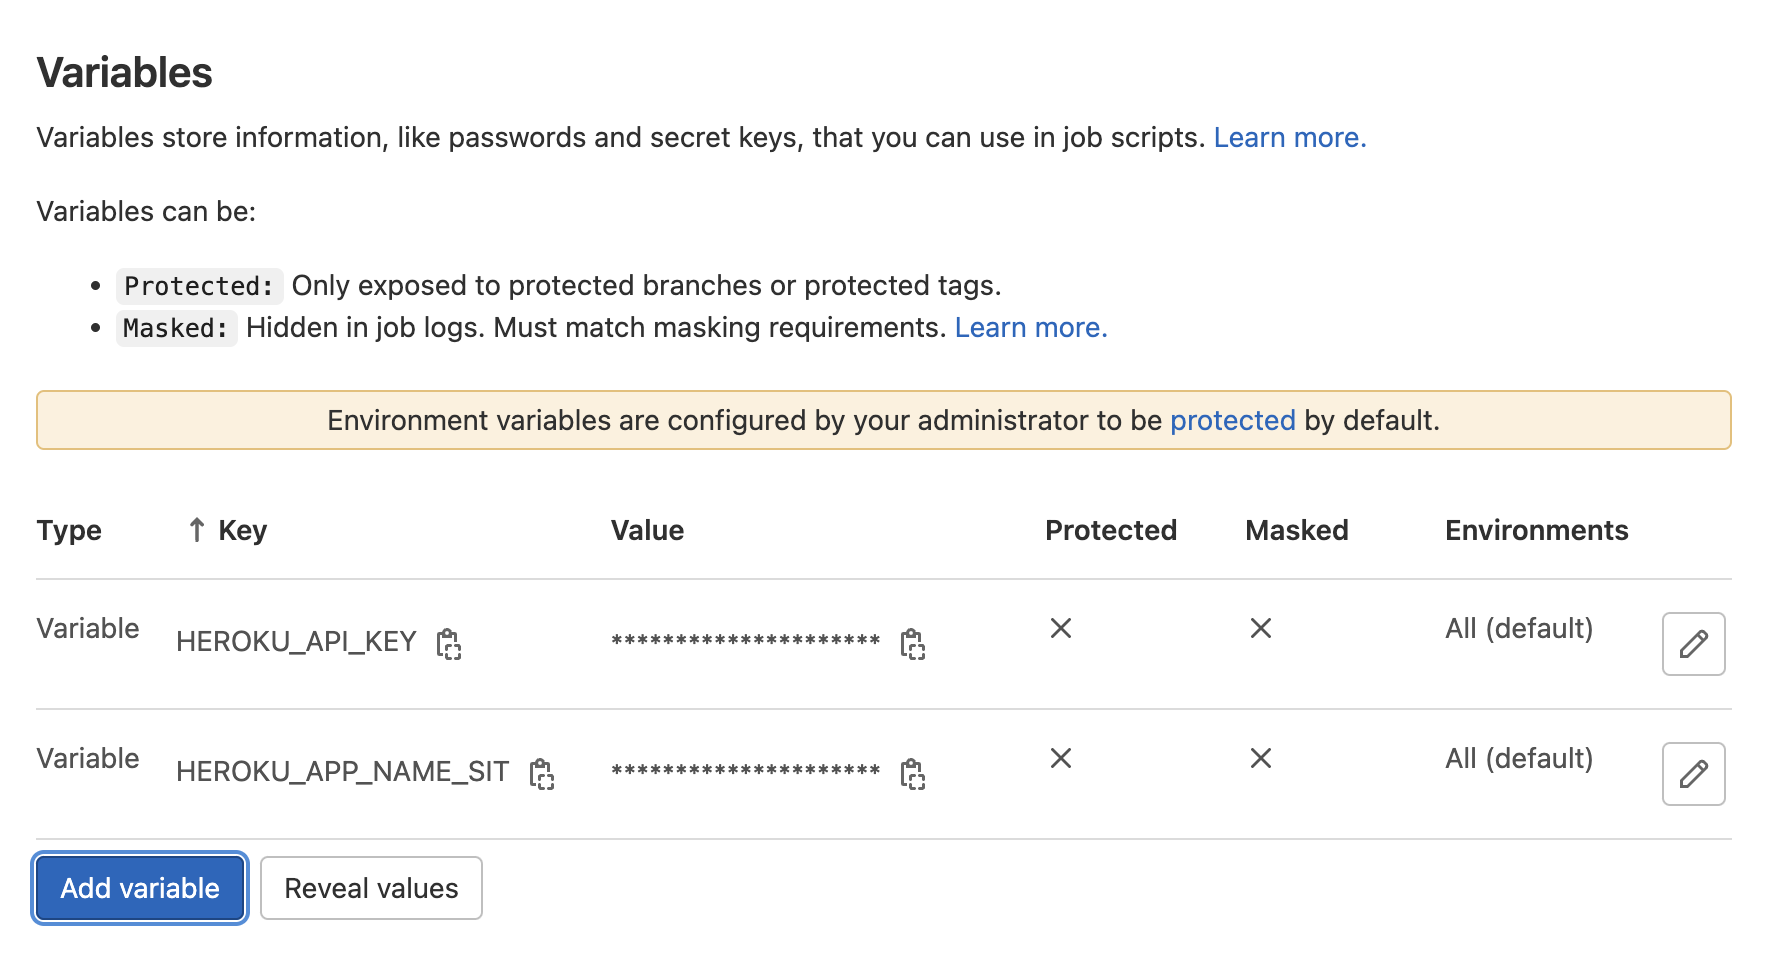 Variables
Variables store information, like passwords and secret keys, that you can use in job scripts. Learn more.
Variables can be:
• Protected: Only exposed to protected branches or protected tags.
• Masked: Hidden in job logs. Must match masking requirements. Learn more.
Environment variables are configured by your administrator to be protected by default.
Type ↑ Key Value Protected Masked Environments
Variable HEROKU_API_KEY ********************* All (default)
Variable HEROKU_APP_NAME_SIT ********************* All (default)
Add variable Reveal values